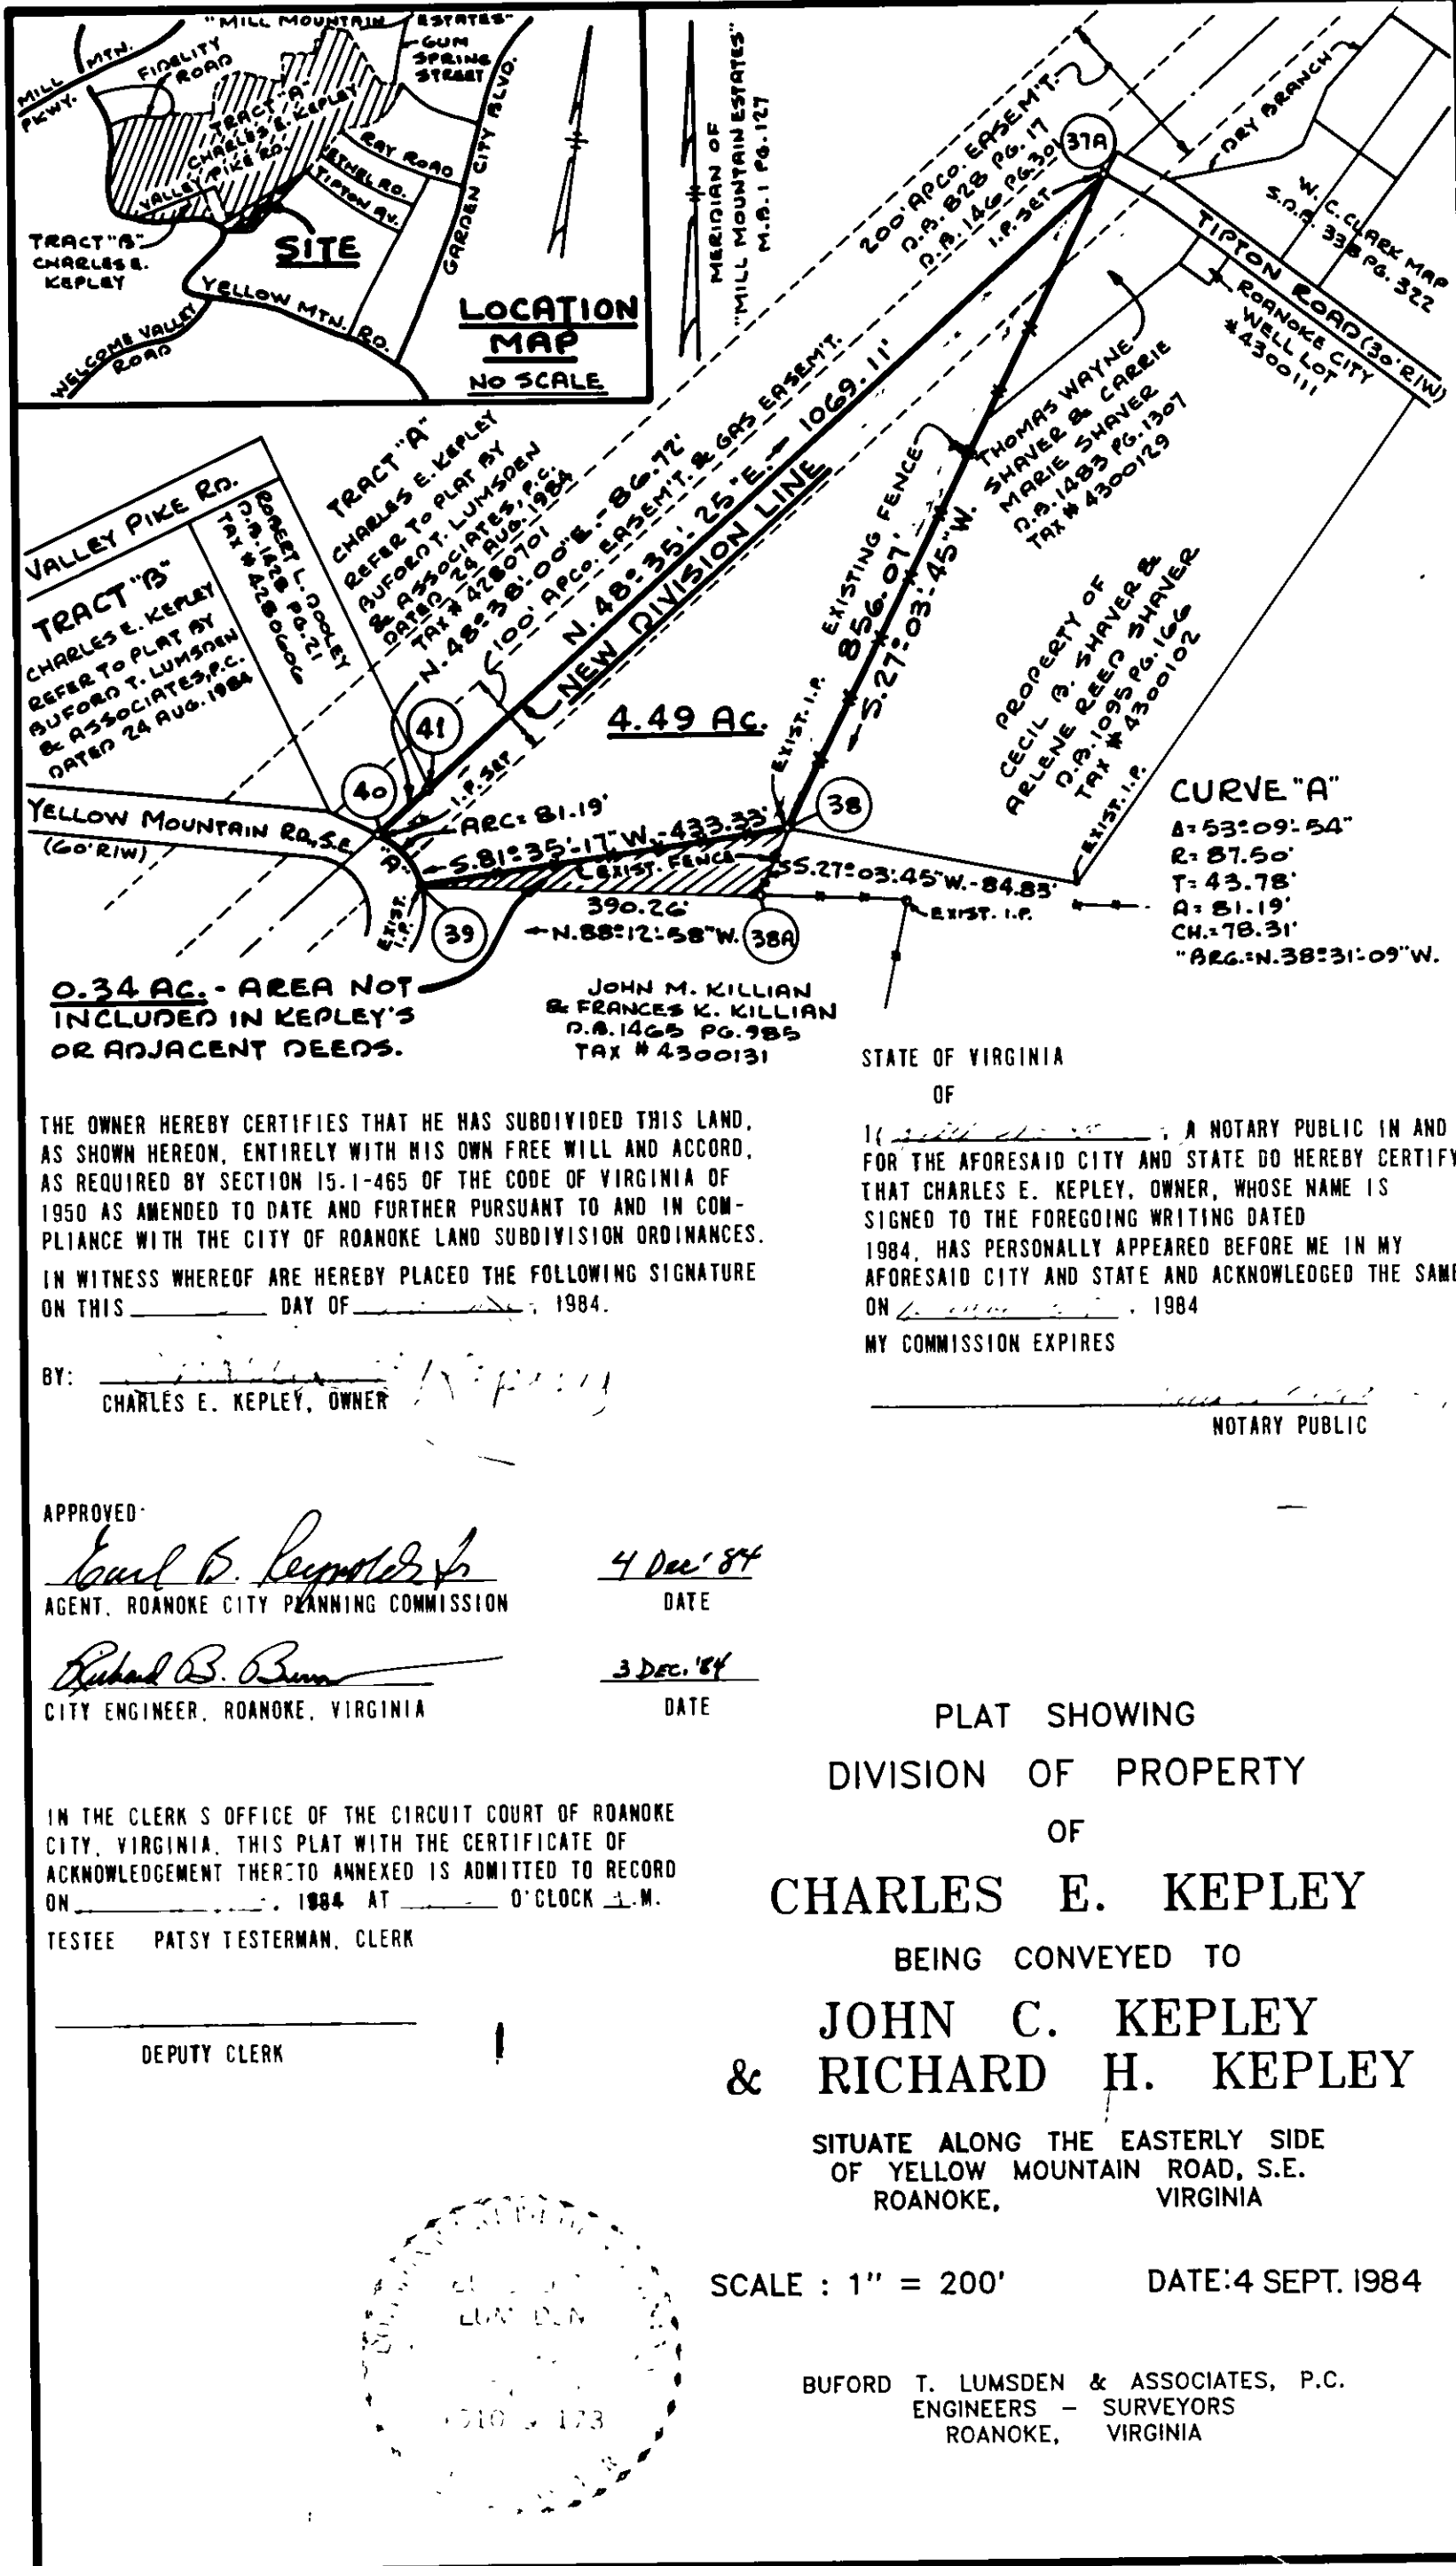 "MILL MOUNTAIN ESTATES"
MILL MTN. PKWY.
FIDELITY ROAD
GUM SPRING STREET
TRACT "A"
CHARLES E. KEPLEY
VALLEY PIKE RD.
RAY ROAD
BETHEL RD.
TIPTON AV.
GARDEN CITY BLVD.
TRACT "B"
CHARLES E.
KEPLEY
SITE
YELLOW MTN. RD.
WELCOME VALLEY ROAD
LOCATION
MAP
NO SCALE
MERIDIAN OF
"MILL MOUNTAIN ESTATES"
M.B. 1 PG. 127
200' APCO. EASEM'T.
D.B. 828 PG. 17
D.B. 146 PG. 301
I.P. SET
37A
DRY BRANCH
W. C. CLARK MAP
S.D.B. 338 PG. 322
TIPTON ROAD (30' R/W)
ROANOKE CITY
WELL LOT
#4300111
THOMAS WAYNE
SHAVER & CARRIE
MARIE SHAVER
D.B. 1483 PG. 1307
TAX # 4300129
EXISTING FENCE
856.07'
S.27°-03'-45"W.
N.48°-35'-25"E. - 1069.11'
NEW DIVISION LINE
100' APCO. EASEM'T. & GAS EASEM'T.
N.48°-38'-00"E. - 86.72'
TRACT "A"
CHARLES E. KEPLEY
REFER TO PLAT BY
BUFORD T. LUMSDEN
& ASSOCIATES, P.C.
DATED 24 AUG. 1984
TAX # 4280701
VALLEY PIKE RD.
ROBERT L. DOOLEY
D.B. 1428 PG. 21
TAX # 4280606
TRACT "B"
CHARLES E. KEPLEY
REFER TO PLAT BY
BUFORD T. LUMSDEN
& ASSOCIATES, P.C.
DATED 24 AUG. 1984
4.49 AC.
PROPERTY OF
CECIL B. SHAVER &
ARLENE REED SHAVER
D.B. 1095 PG. 166
TAX # 4300102
EXIST. I.P.
EXIST. I.P.
41
40
38
I.P. SET
YELLOW MOUNTAIN RD., S.E.
(60' R/W)
ARC = 81.19'
"A"
S.81°-35'-17"W. - 433.33'
EXIST. FENCE
S.27°-03'-45"W. - 84.83'
EXIST. I.P.
390.26'
N.88°-12'-58"W.
EXIST. I.P.
39
38A
CURVE "A"
Δ = 53°-09'-54"
R = 87.50'
T = 43.78'
A = 81.19'
CH. = 78.31'
"BRG. = N.38°-31'-09"W.
0.34 AC. - AREA NOT
INCLUDED IN KEPLEY'S
OR ADJACENT DEEDS.
JOHN M. KILLIAN
& FRANCES K. KILLIAN
D.B. 1465 PG. 985
TAX # 4300131
THE OWNER HEREBY CERTIFIES THAT HE HAS SUBDIVIDED THIS LAND,
AS SHOWN HEREON, ENTIRELY WITH HIS OWN FREE WILL AND ACCORD,
AS REQUIRED BY SECTION 15.1-465 OF THE CODE OF VIRGINIA OF
1950 AS AMENDED TO DATE AND FURTHER PURSUANT TO AND IN COM-
PLIANCE WITH THE CITY OF ROANOKE LAND SUBDIVISION ORDINANCES.
IN WITNESS WHEREOF ARE HEREBY PLACED THE FOLLOWING SIGNATURE
ON THIS DAY OF , 1984.
BY:
CHARLES E. KEPLEY, OWNER
STATE OF VIRGINIA
OF
I, , A NOTARY PUBLIC IN AND
FOR THE AFORESAID CITY AND STATE DO HEREBY CERTIFY
THAT CHARLES E. KEPLEY, OWNER, WHOSE NAME IS
SIGNED TO THE FOREGOING WRITING DATED
1984, HAS PERSONALLY APPEARED BEFORE ME IN MY
AFORESAID CITY AND STATE AND ACKNOWLEDGED THE SAME
ON , 1984
MY COMMISSION EXPIRES
NOTARY PUBLIC
APPROVED:
Earl B. Reynolds Jr
4 Dec '84
AGENT, ROANOKE CITY PLANNING COMMISSION DATE
Richard B.
3 DEC. '84
CITY ENGINEER, ROANOKE, VIRGINIA DATE
IN THE CLERK S OFFICE OF THE CIRCUIT COURT OF ROANOKE
CITY, VIRGINIA, THIS PLAT WITH THE CERTIFICATE OF
ACKNOWLEDGEMENT THERETO ANNEXED IS ADMITTED TO RECORD
ON , 1984 AT O'CLOCK .M.
TESTEE PATSY TESTERMAN, CLERK
DEPUTY CLERK
PLAT SHOWING
DIVISION OF PROPERTY
OF
CHARLES E. KEPLEY
BEING CONVEYED TO
JOHN C. KEPLEY
& RICHARD H. KEPLEY
SITUATE ALONG THE EASTERLY SIDE
OF YELLOW MOUNTAIN ROAD, S.E.
ROANOKE, VIRGINIA
SCALE : 1" = 200' DATE: 4 SEPT. 1984
BUFORD T. LUMSDEN & ASSOCIATES, P.C.
ENGINEERS – SURVEYORS
ROANOKE, VIRGINIA